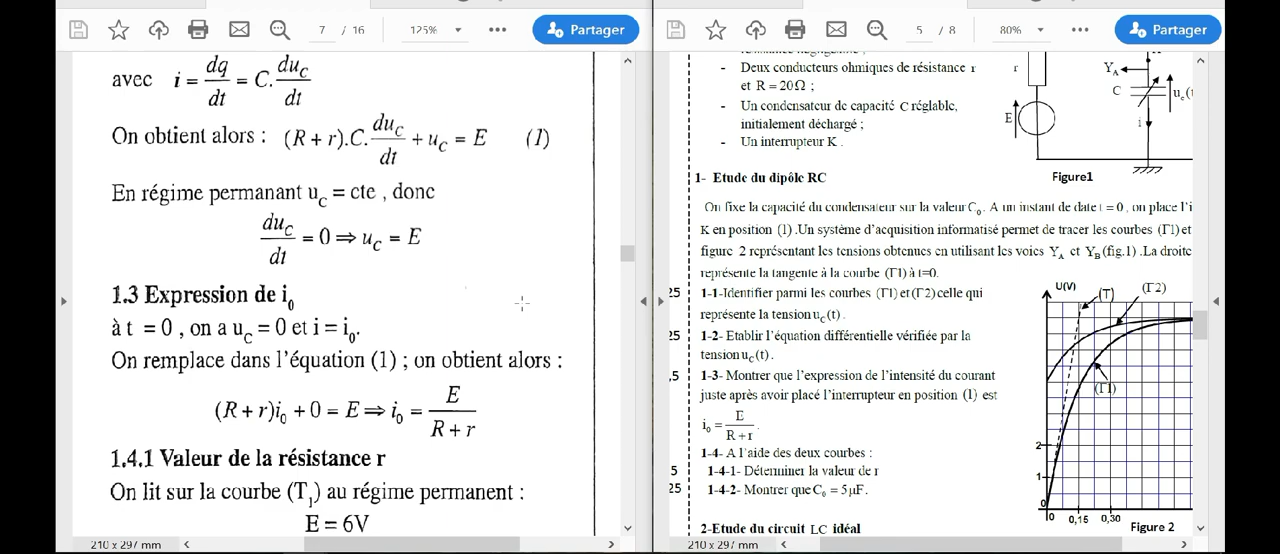 7 / 16
125%
Partager
avec i = dq/dt = C.du_C/dt
On obtient alors : (R + r).C.du_C/dt + u_C = E (1)
En régime permanant u_C = cte , donc
du_C/dt = 0 ⇒ u_C = E
1.3 Expression de i_0
à t = 0 , on a u_C = 0 et i = i_0.
On remplace dans l'équation (1) ; on obtient alors :
(R + r)i_0 + 0 = E ⇒ i_0 = E/(R + r)
1.4.1 Valeur de la résistance r
On lit sur la courbe (T_1) au régime permanent :
E = 6V
210 x 297 mm
5 / 8
80%
Partager
- Deux conducteurs ohmiques de résistance r
et R = 20Ω ;
- Un condensateur de capacité C réglable,
initialement déchargé ;
- Un interrupteur K .
r
E
Y_A
C
u_c(t
i
Figure1
1- Etude du dipôle RC
On fixe la capacité du condensateur sur la valeur C_0. A un instant de date t = 0 , on place l'i
K en position (1) .Un système d'acquisition informatisé permet de tracer les courbes (Γ1) et
figure 2 représentant les tensions obtenues en utilisant les voies Y_A et Y_B (fig.1) .La droite
représente la tangente à la courbe (Γ1) à t=0.
25 1-1-Identifier parmi les courbes (Γ1) et (Γ2) celle qui
représente la tension u_c(t) .
25 1-2- Etablir l'équation différentielle vérifiée par la
tension u_c(t) .
,5 1-3- Montrer que l'expression de l'intensité du courant
juste après avoir placé l'interrupteur en position (1) est
i_0 = E/(R+r) .
1-4- A l'aide des deux courbes :
5 1-4-1- Déterminer la valeur de r
25 1-4-2- Montrer que C_0 = 5µF .
2-Etude du circuit LC idéal
U(V)
(T)
(Γ2)
(Γ1)
2
1
0
0 0,15 0,30
Figure 2
210 x 297 mm